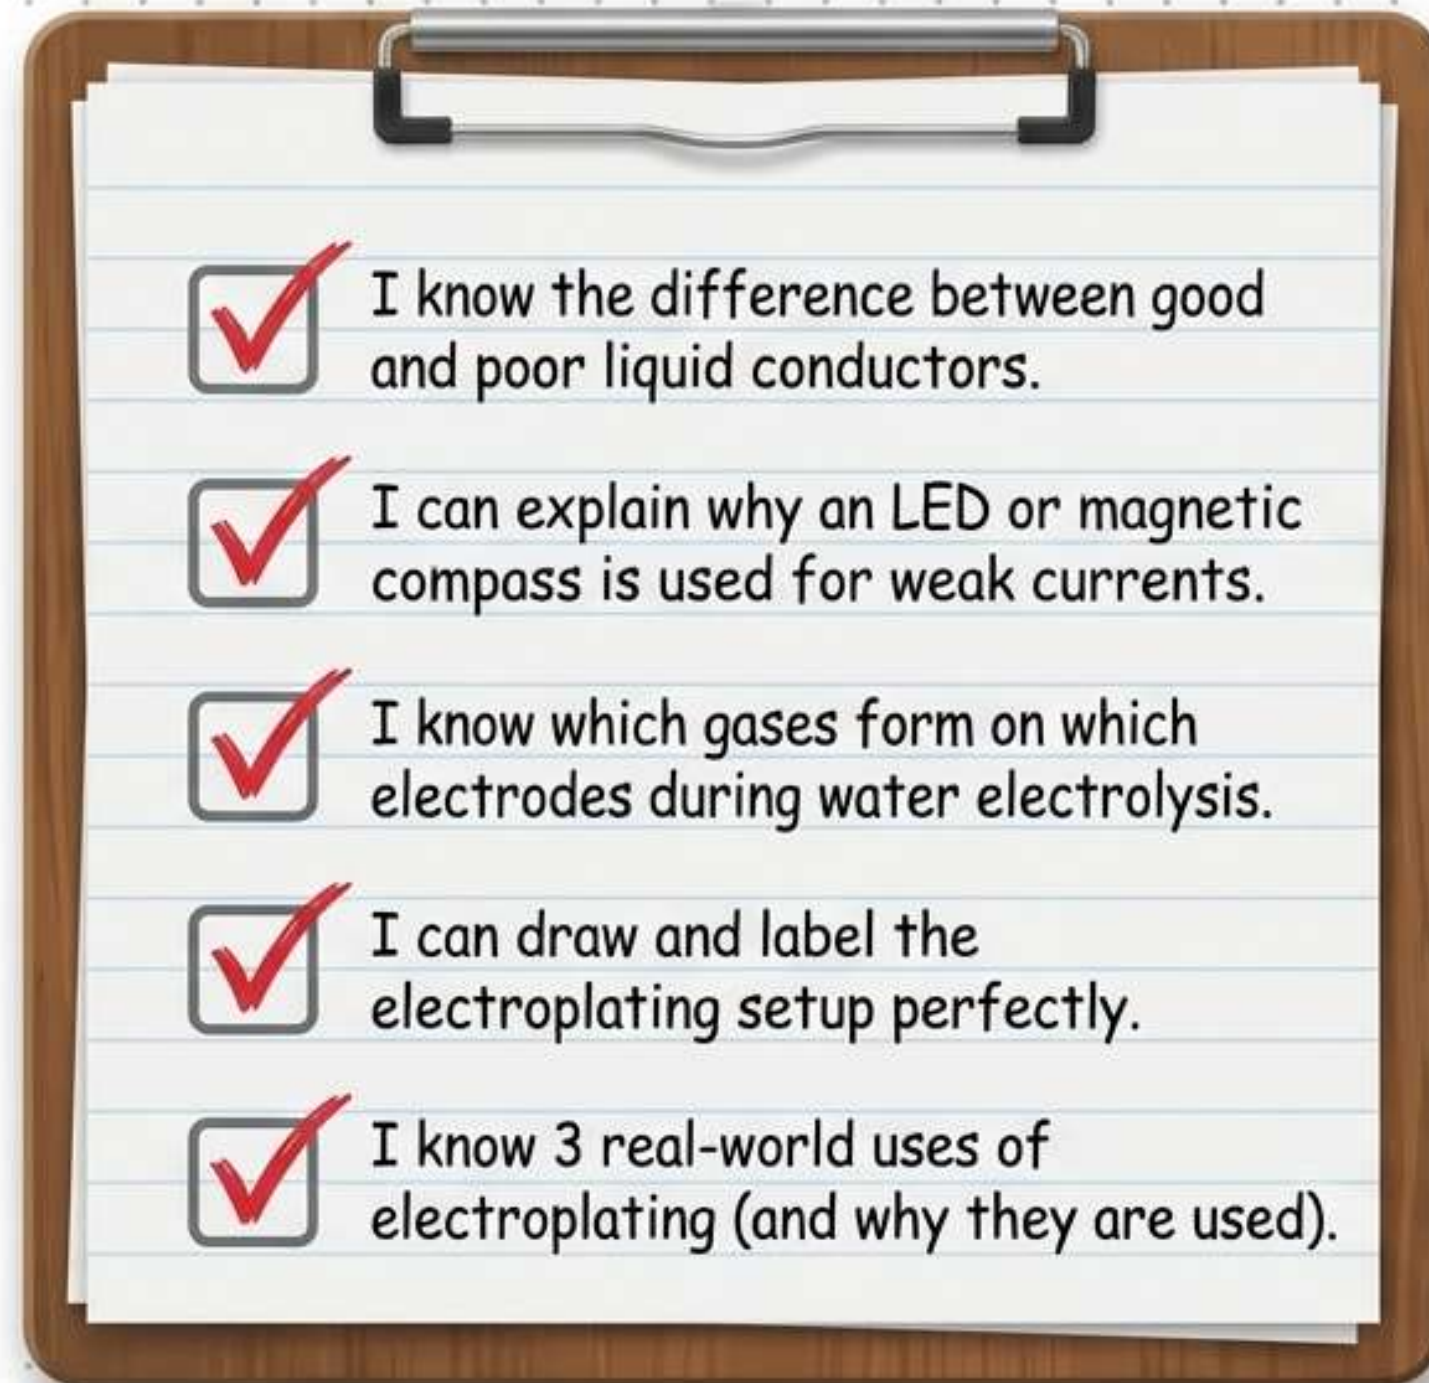 I know the difference between good
and poor liquid conductors.
I can explain why an LED or magnetic
compass is used for weak currents.
I know which gases form on which
electrodes during water electrolysis.
I can draw and label the
electroplating setup perfectly.
I know 3 real-world uses of
electroplating (and why they are used).